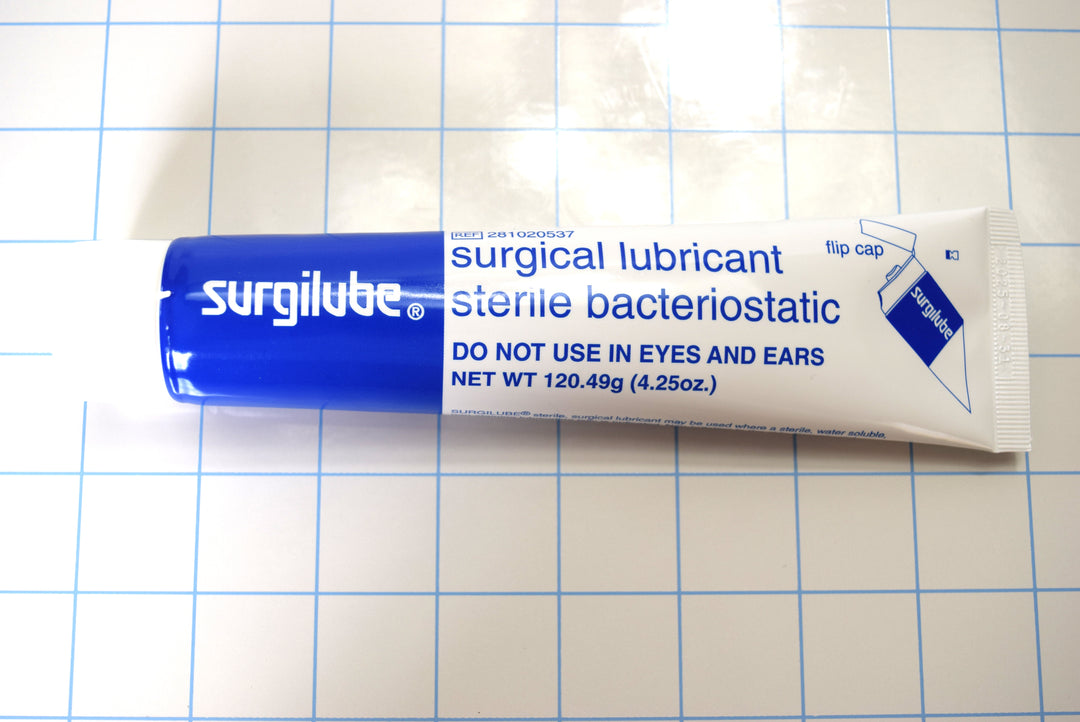 surgilube®
REF 281020537
surgical lubricant
sterile bacteriostatic
DO NOT USE IN EYES AND EARS
NET WT 120.49g (4.25oz.)
SURGILUBE® sterile, surgical lubricant may be used where a sterile, water soluble,
flip cap
surgilube